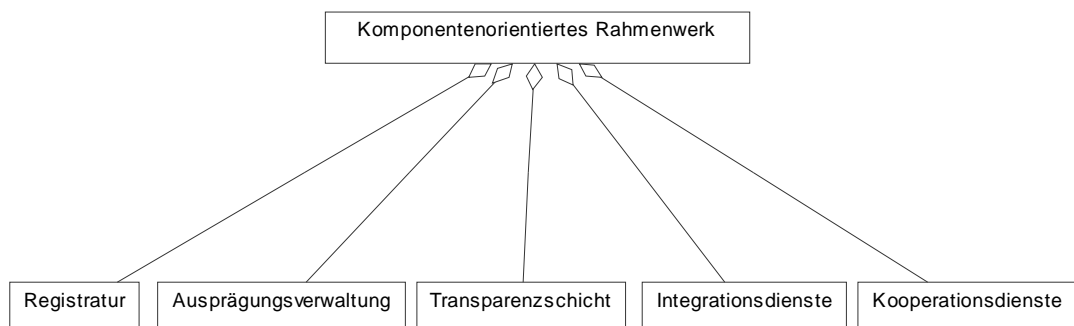 Komponentenorientiertes Rahmenwerk
Registratur
Ausprägungsverwaltung
Transparenzschicht
Integrationsdienste
Kooperationsdienste